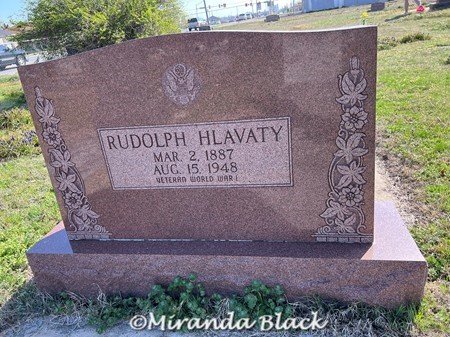 RUDOLPH HLAVATY
MAR. 2, 1887
AUG. 15, 1948
VETERAN WORLD WAR I
©Miranda Black